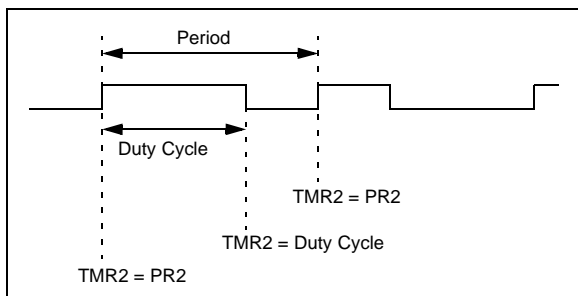 Period
Duty Cycle
TMR2 = PR2
TMR2 = Duty Cycle
TMR2 = PR2